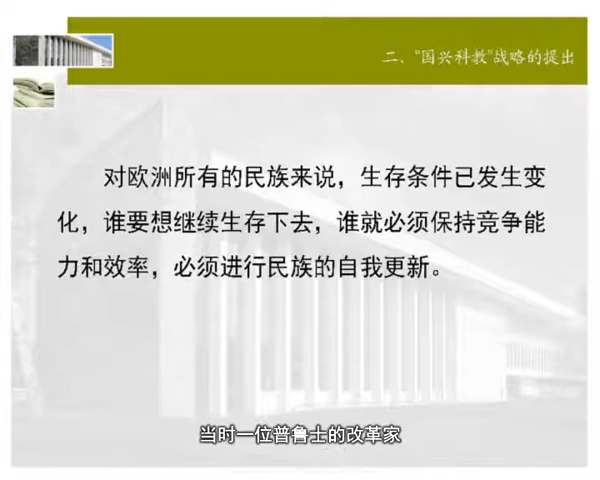 二、“国兴科教”战略的提出
对欧洲所有的民族来说，生存条件已发生变
化，谁要想继续生存下去，谁就必须保持竞争能
力和效率，必须进行民族的自我更新。
当时一位普鲁士的改革家